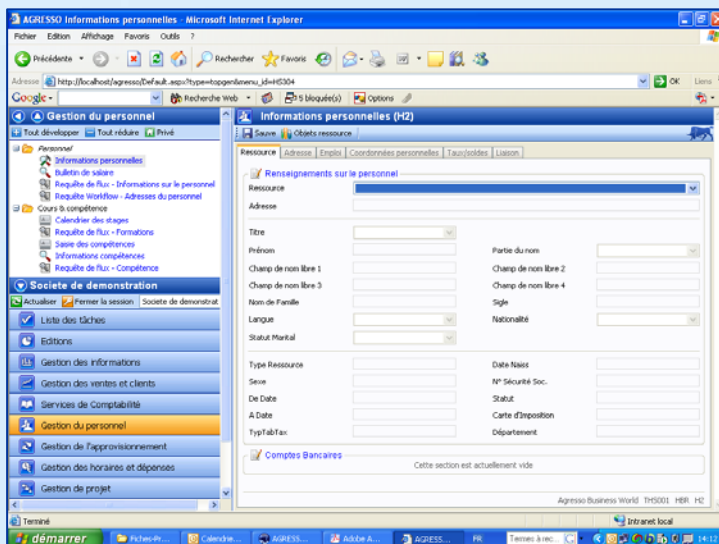 AGRESSO Informations personnelles - Microsoft Internet Explorer
Fichier Edition Affichage Favoris Outils ?
Précédente Rechercher Favoris
Adresse http://localhost/agresso/Default.aspx?type=topgen&menu_id=HS304 OK Liens
Google Recherche Web 5 bloquée(s) Options
Gestion du personnel
Tout développer Tout réduire Privé
Personnel
Informations personnelles
Bulletin de salaire
Requête de flux - Informations sur le personnel
Requête Workflow - Adresses du personnel
Cours & compétence
Calendrier des stages
Requête de flux - Formations
Saisie des compétences
Informations compétences
Requête de flux - Compétence
Societe de demonstration
Actualiser Fermer la session Societe de demonstrat
Liste des tâches
Editions
Gestion des informations
Gestion des ventes et clients
Services de Comptabilité
Gestion du personnel
Gestion de l'approvisionnement
Gestion des horaires et dépenses
Gestion de projet
Informations personnelles (H2)
Sauve Objets ressource
Ressource Adresse Emploi Coordonnées personnelles Taux/soldes Liaison
Renseignements sur le personnel
Ressource
Adresse
Titre
Prénom Partie du nom
Champ de nom libre 1 Champ de nom libre 2
Champ de nom libre 3 Champ de nom libre 4
Nom de Famille Sigle
Langue Nationalité
Statut Marital
Type Ressource Date Naiss
Sexe N° Sécurité Soc.
De Date Statut
A Date Carte d'Imposition
TypTabTax Département
Comptes Bancaires
Cette section est actuellement vide
Agresso Business World THS001 HBR H2
Terminé Intranet local
démarrer Fiches-Pr... Calendrie... AGRESS... Adobe A... AGRESS... FR Termes à rec... 14:12